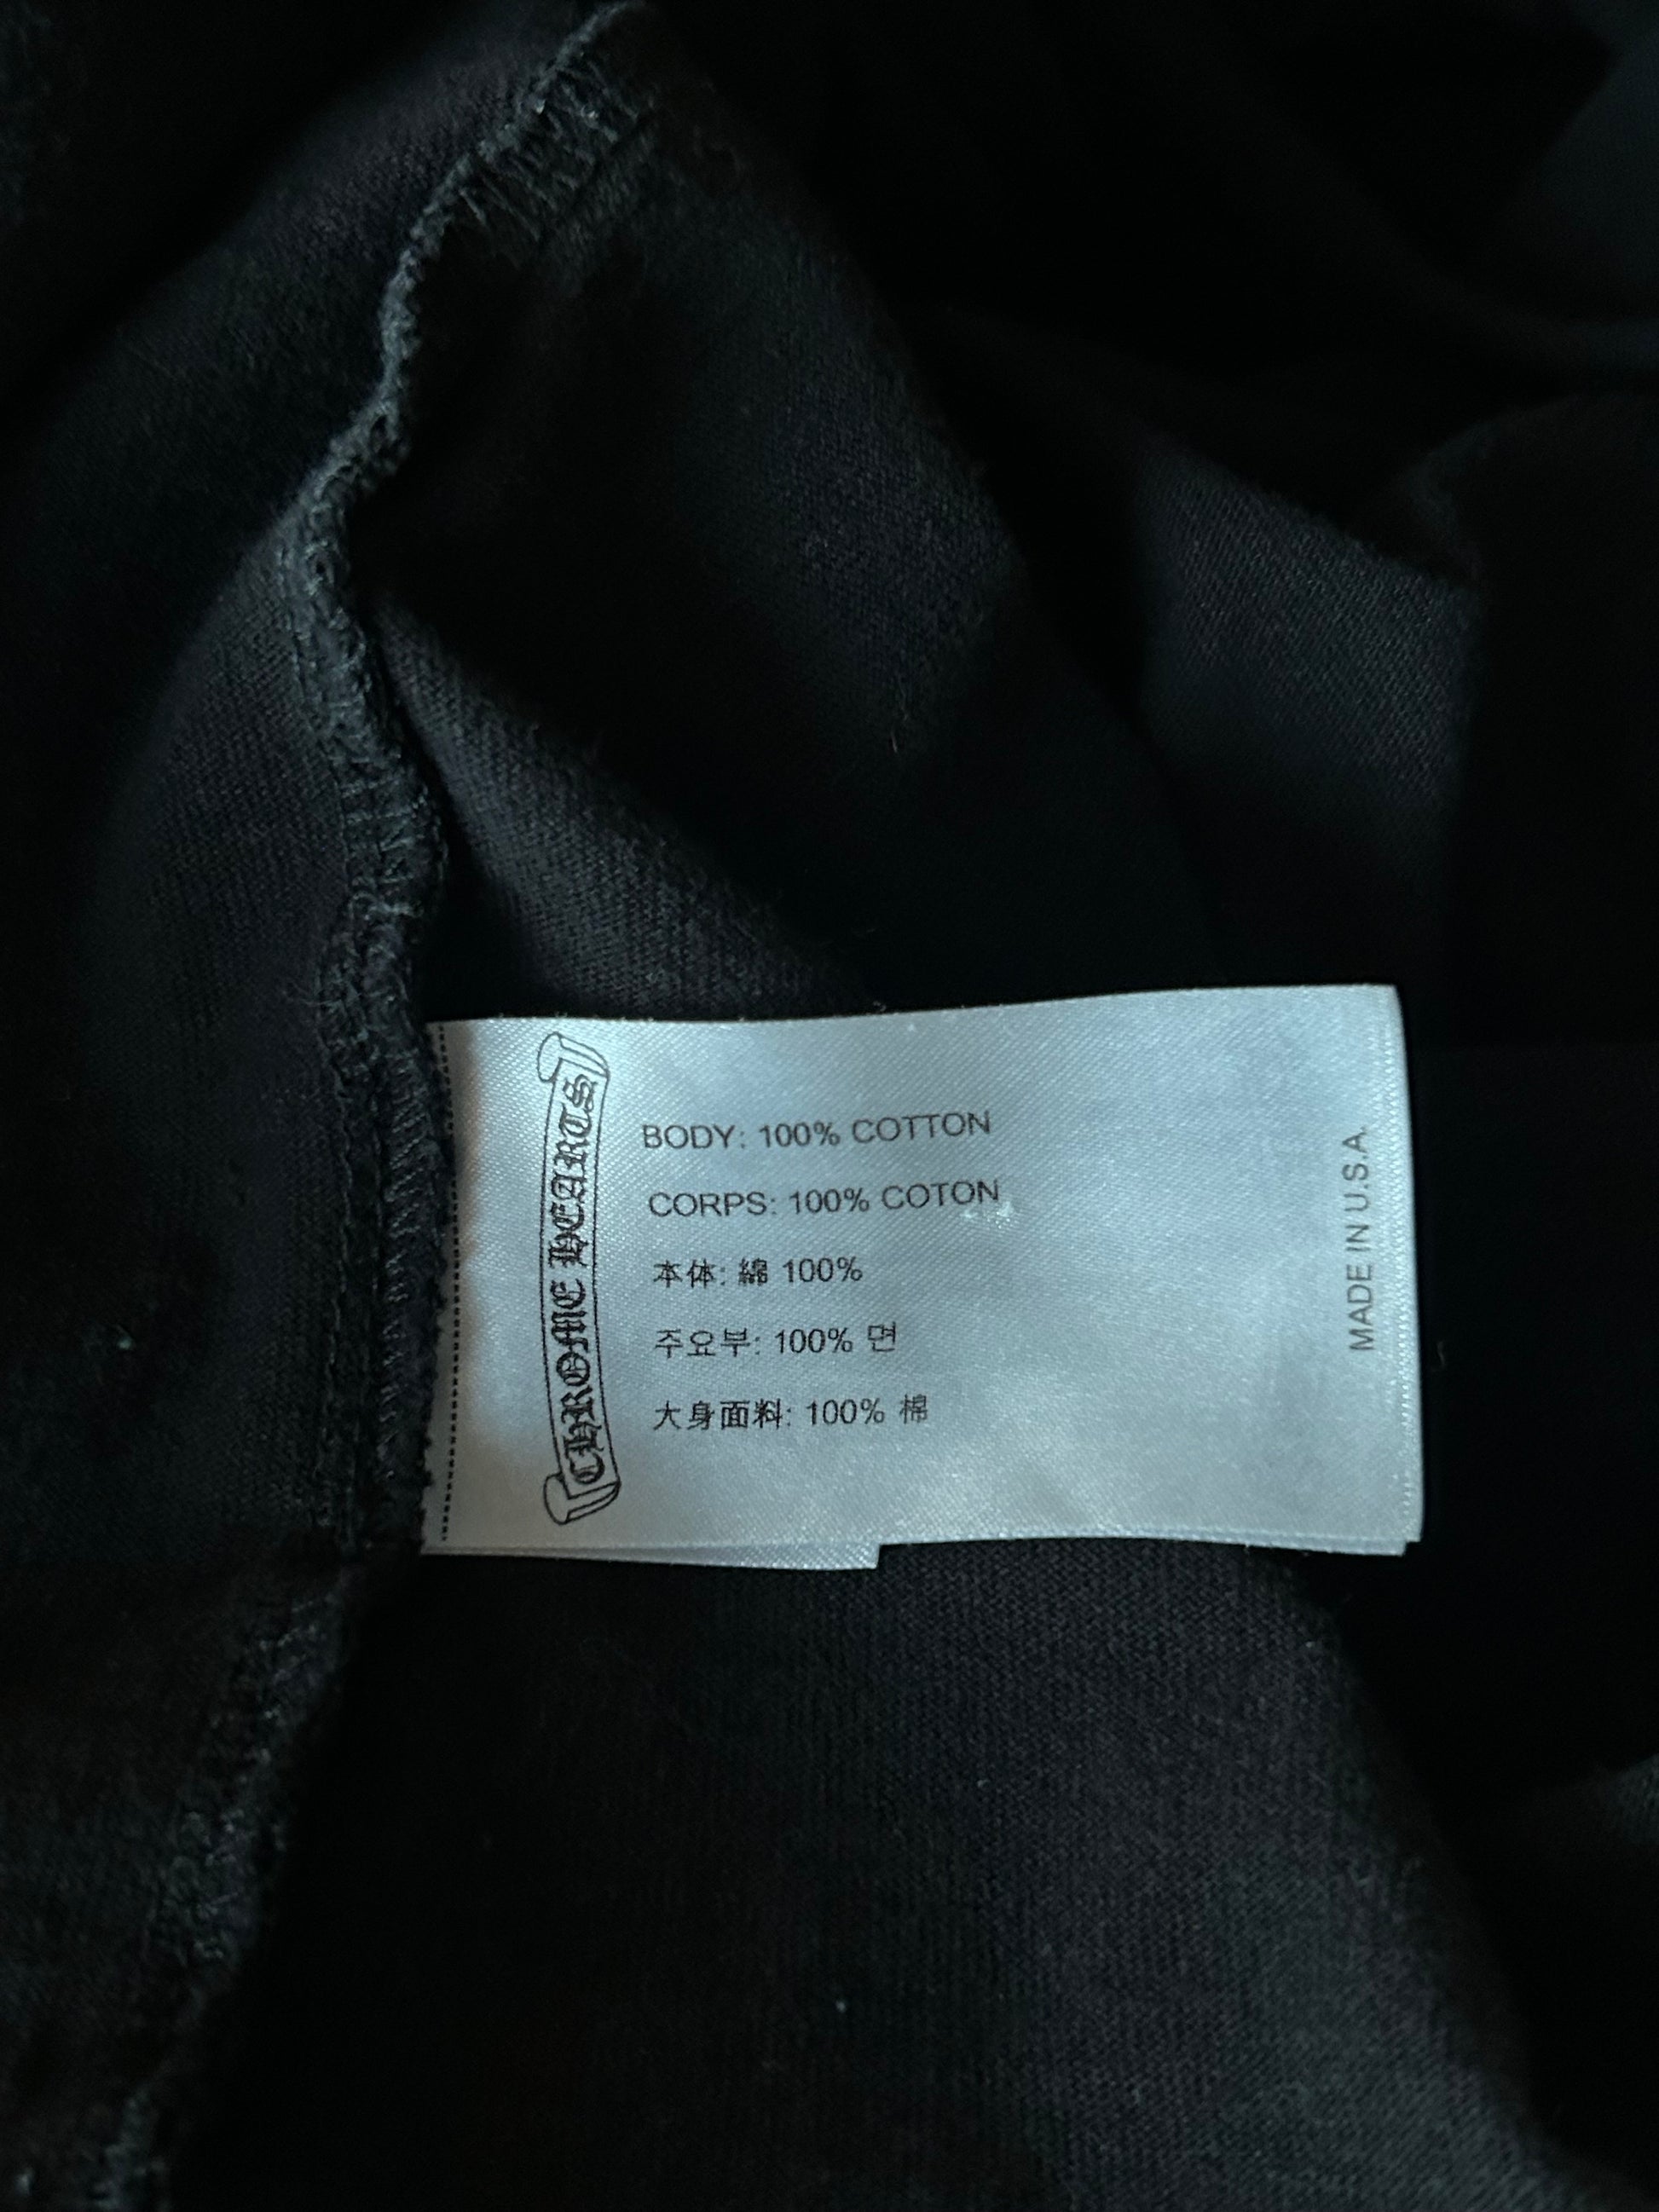 CHROME HEARTS
BODY: 100% COTTON
CORPS: 100% COTON
本体: 綿 100%
주요부: 100% 면
大身面料: 100% 棉
MADE IN U.S.A.